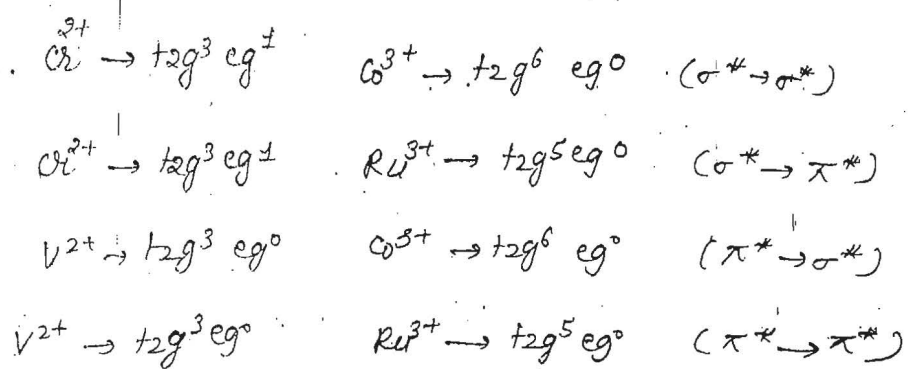 Cr²⁺ → t2g³ eg¹ Co³⁺ → t2g⁶ eg⁰ (σ* → σ*)
Cr²⁺ → t2g³ eg¹ Ru³⁺ → t2g⁵ eg⁰ (σ* → π*)
V²⁺ → t2g³ eg⁰ Co³⁺ → t2g⁶ eg⁰ (π* → σ*)
V²⁺ → t2g³ eg⁰ Ru³⁺ → t2g⁵ eg⁰ (π* → π*)